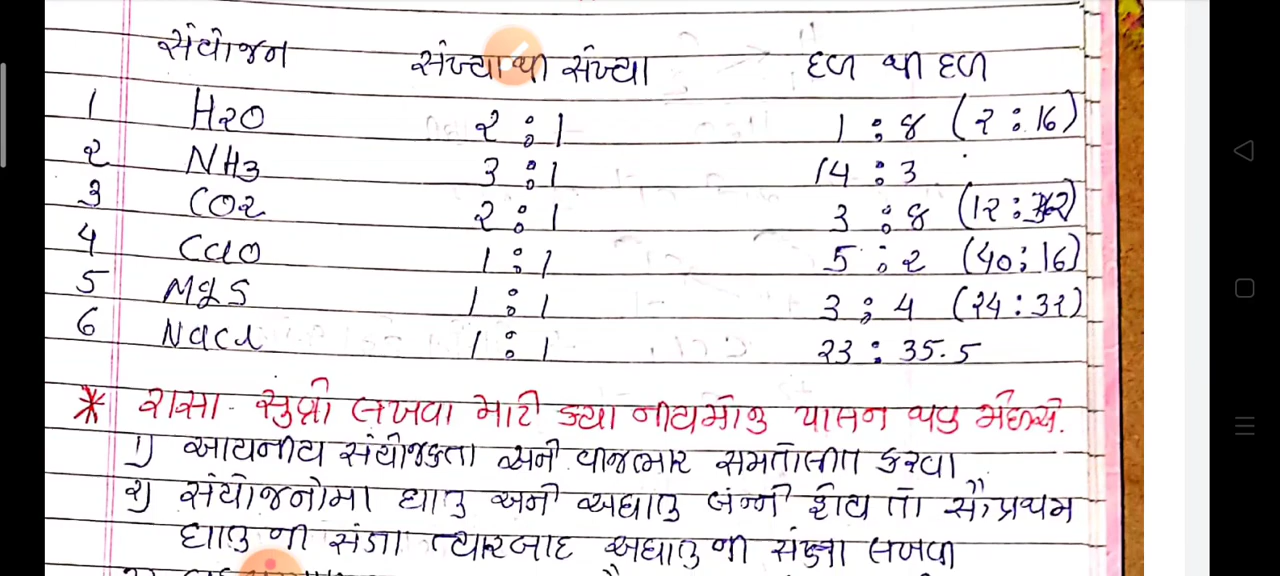 સંયોજન સંખ્યાથી સંખ્યા દળ થી દળ
1 H2O 2 : 1 1 : 8 (2 : 16)
2 NH3 3 : 1 14 : 3
3 CO2 2 : 1 3 : 8 (12 : 32)
4 CaO 1 : 1 5 : 2 (40 : 16)
5 MgS 1 : 1 3 : 4 (24 : 32)
6 NaCl 1 : 1 23 : 35.5
* રાસા. સુત્રો લખવા માટે ક્યા નીયમોનુ પાલન થવુ જોઈએ.
1) આયનીય સંયોજકતા અને વીજભાર સમતોલીત કરવા
2) સંયોજનોમા ધાતુ અને અધાતુ બંન્ને હોય તો સૌપ્રથમ
ધાતુ ની સંજ્ઞા ત્યારબાદ અધાતુ ની સંજ્ઞા લખવી